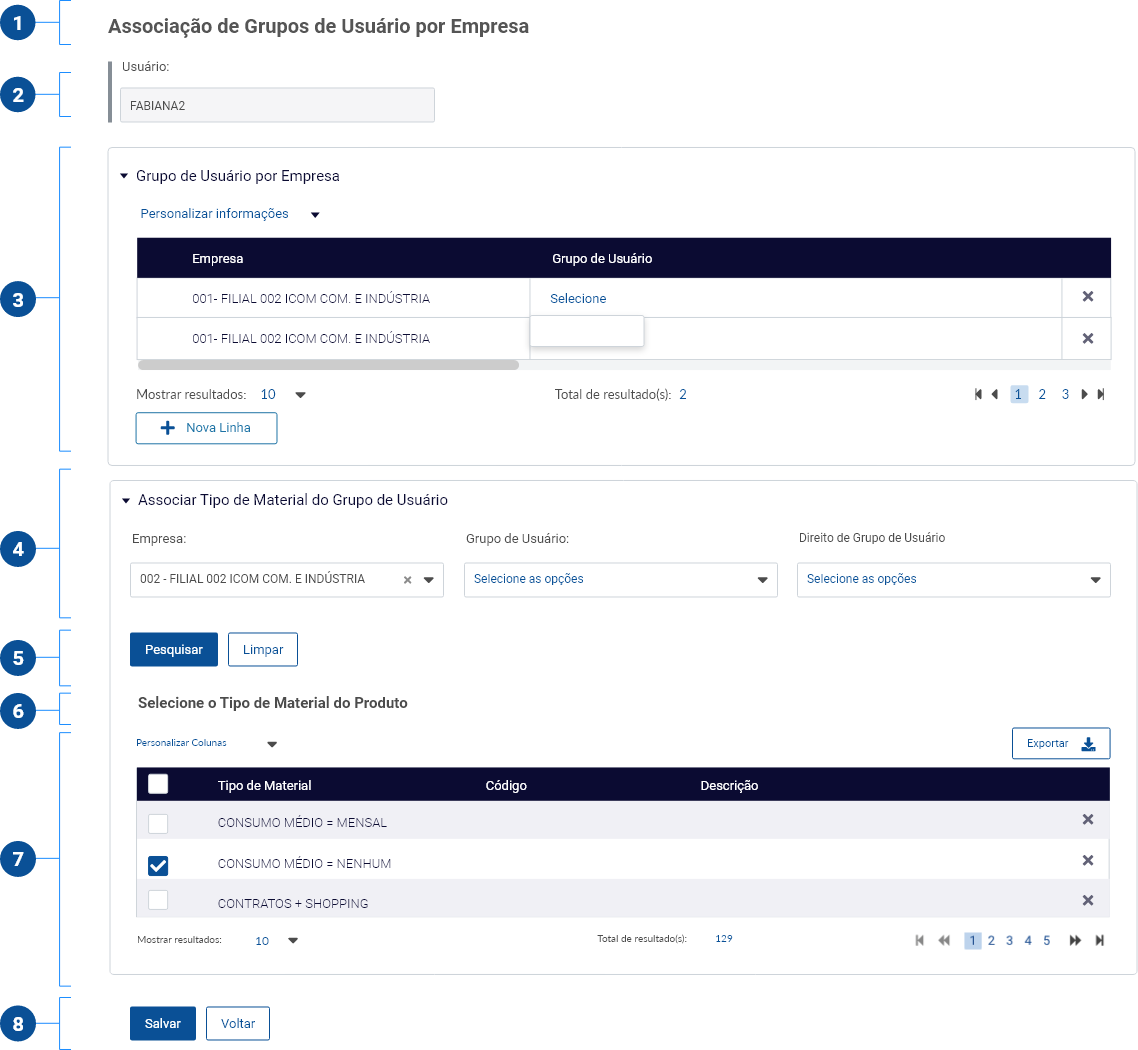 1
Associação de Grupos de Usuário por Empresa
2
Usuário:
FABIANA2
3
Grupo de Usuário por Empresa
Personalizar informações
Empresa Grupo de Usuário
001- FILIAL 002 ICOM COM. E INDÚSTRIA Selecione
001- FILIAL 002 ICOM COM. E INDÚSTRIA
Mostrar resultados: 10 Total de resultado(s): 2 1 2 3
Nova Linha
4
Associar Tipo de Material do Grupo de Usuário
Empresa: Grupo de Usuário: Direito de Grupo de Usuário
002 - FILIAL 002 ICOM COM. E INDÚSTRIA Selecione as opções Selecione as opções
5
Pesquisar Limpar
6
Selecione o Tipo de Material do Produto
7
Personalizar Colunas Exportar
Tipo de Material Código Descrição
CONSUMO MÉDIO = MENSAL
CONSUMO MÉDIO = NENHUM
CONTRATOS + SHOPPING
Mostrar resultados: 10 Total de resultado(s): 129 1 2 3 4 5
8
Salvar Voltar